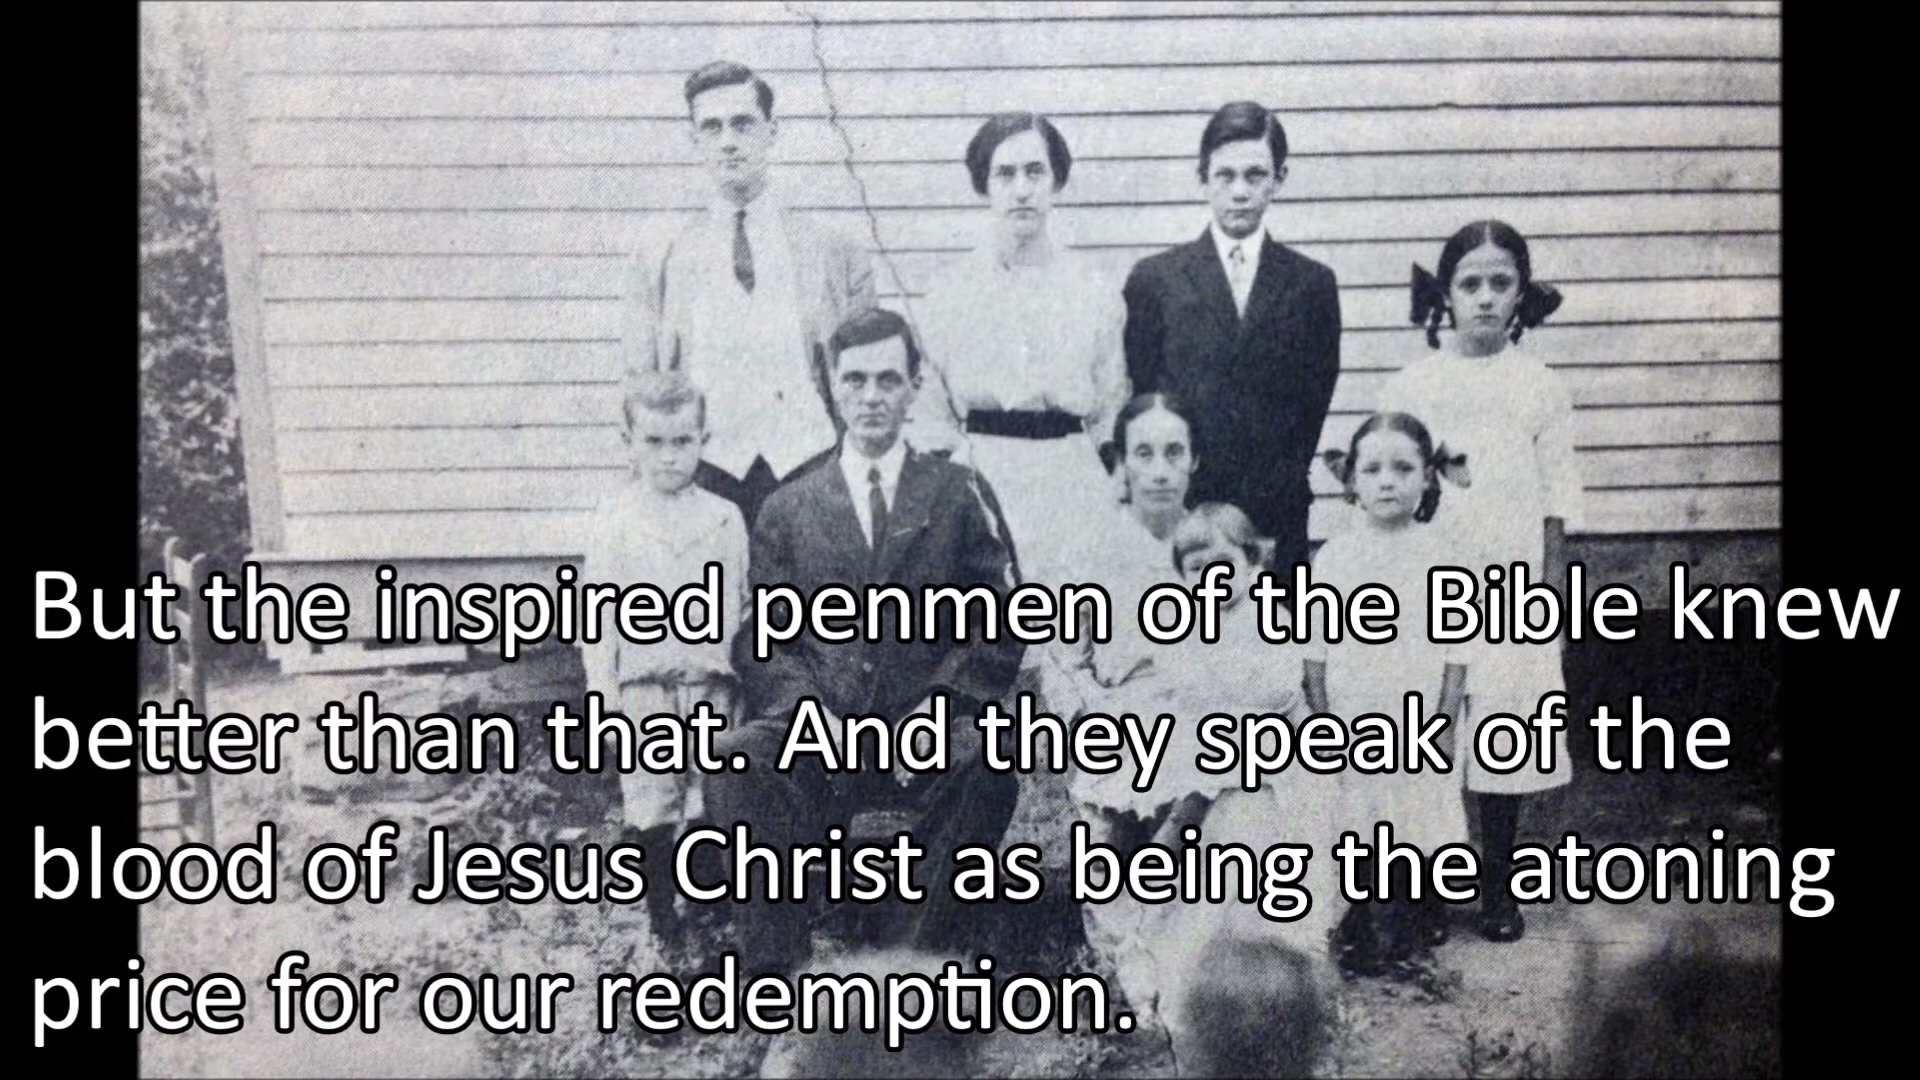 But the inspired penmen of the Bible knew
better than that. And they speak of the
blood of Jesus Christ as being the atoning
price for our redemption.